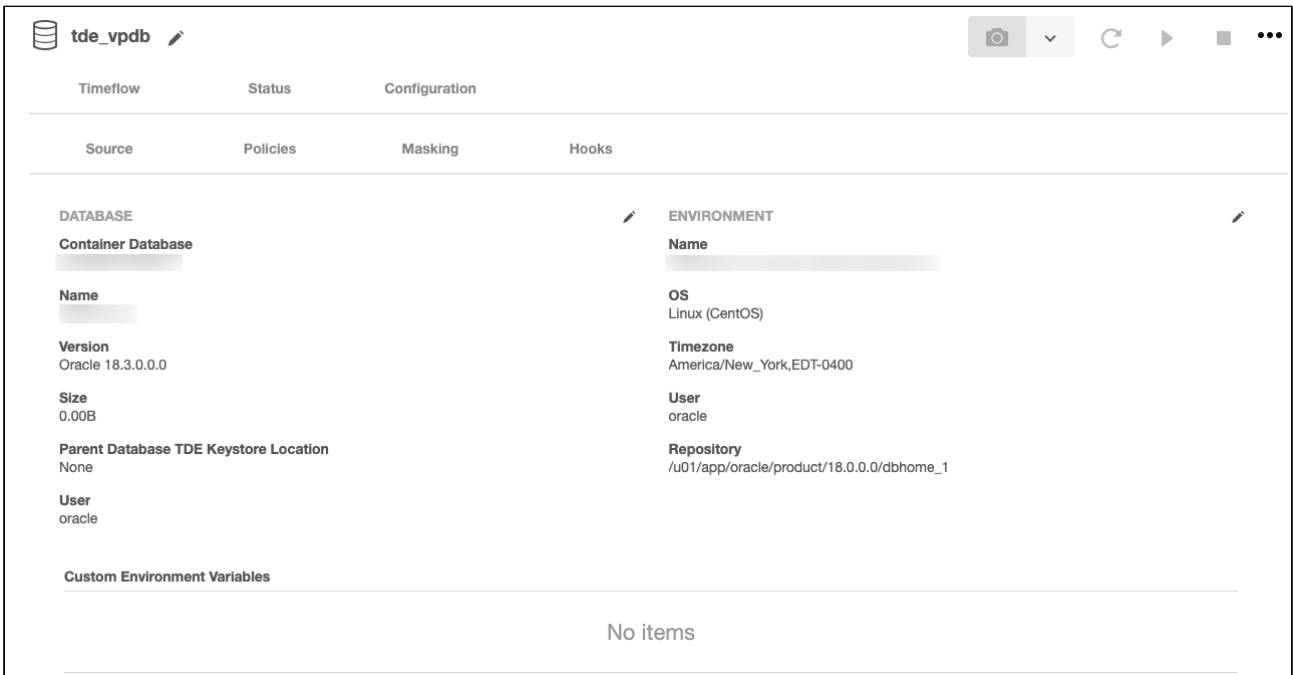 tde_vpdb
Timeflow Status Configuration
Source Policies Masking Hooks
DATABASE
Container Database
Name
Version
Oracle 18.3.0.0.0
Size
0.00B
Parent Database TDE Keystore Location
None
User
oracle
ENVIRONMENT
Name
OS
Linux (CentOS)
Timezone
America/New_York,EDT-0400
User
oracle
Repository
/u01/app/oracle/product/18.0.0.0/dbhome_1
Custom Environment Variables
No items